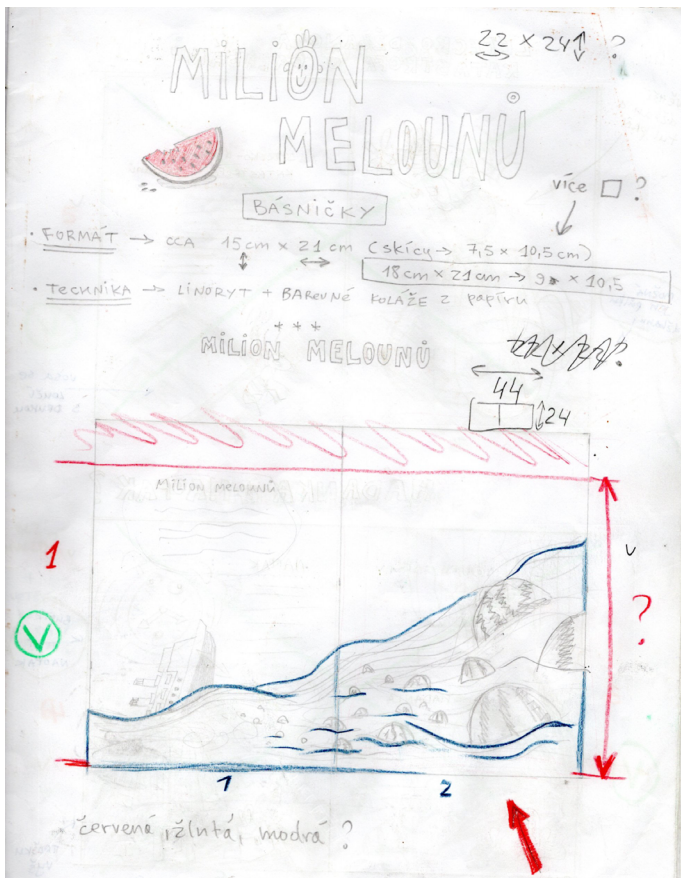 22 × 24 ?
MILIÓN
MELOUNŮ
více □ ?
BÁSNIČKY
• FORMÁT → CCA 15 cm × 21 cm (skicy → 7,5 × 10,5 cm)
18 cm × 21 cm → 9 × 10,5
• TECHNIKA → LINORYT + BAREVNÉ KOLÁŽE Z PAPÍRU
* * *
MILION MELOUNŮ
44
24
MILION MELOUNŮ
1
V
v
?
1 2
červená, žlutá, modrá ?